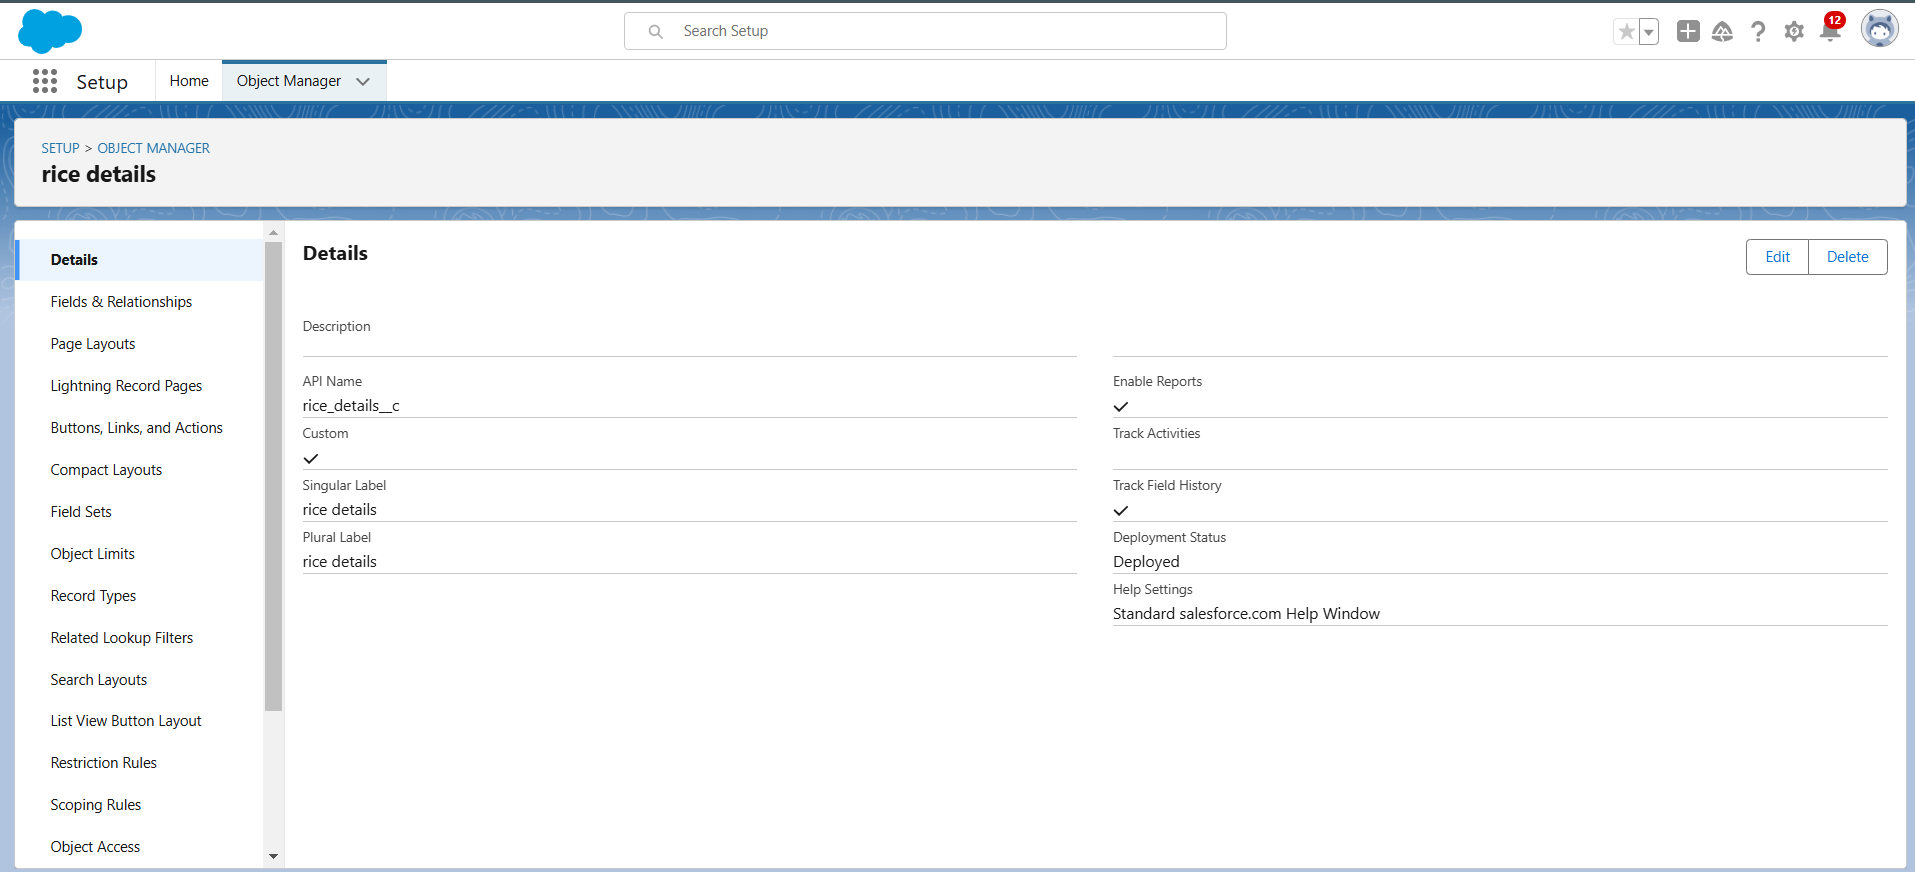 Search Setup
12
Setup
Home
Object Manager
SETUP > OBJECT MANAGER
rice details
Details
Fields & Relationships
Page Layouts
Lightning Record Pages
Buttons, Links, and Actions
Compact Layouts
Field Sets
Object Limits
Record Types
Related Lookup Filters
Search Layouts
List View Button Layout
Restriction Rules
Scoping Rules
Object Access
Details
Edit
Delete
Description
API Name
rice_details__c
Custom
Singular Label
rice details
Plural Label
rice details
Enable Reports
Track Activities
Track Field History
Deployment Status
Deployed
Help Settings
Standard salesforce.com Help Window